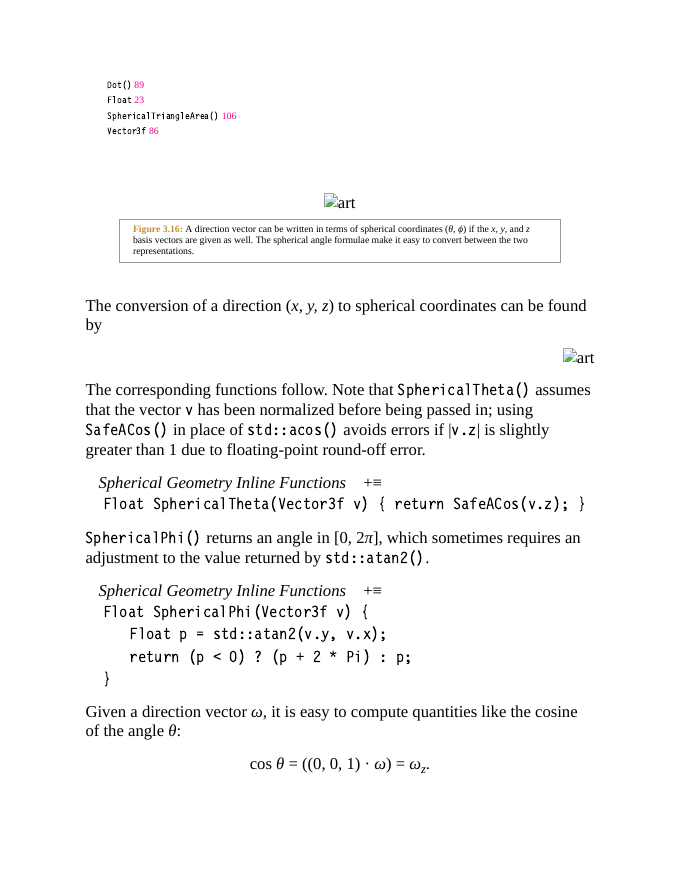 Dot() 89
Float 23
SphericalTriangleArea() 106
Vector3f 86
art
Figure 3.16: A direction vector can be written in terms of spherical coordinates (θ, ϕ) if the x, y, and z
basis vectors are given as well. The spherical angle formulae make it easy to convert between the two
representations.
The conversion of a direction (x, y, z) to spherical coordinates can be found
by
art
The corresponding functions follow. Note that SphericalTheta() assumes
that the vector v has been normalized before being passed in; using
SafeACos() in place of std::acos() avoids errors if |v.z| is slightly
greater than 1 due to floating-point round-off error.
Spherical Geometry Inline Functions +≡
Float SphericalTheta(Vector3f v) { return SafeACos(v.z); }
SphericalPhi() returns an angle in [0, 2π], which sometimes requires an
adjustment to the value returned by std::atan2().
Spherical Geometry Inline Functions +≡
Float SphericalPhi(Vector3f v) {
Float p = std::atan2(v.y, v.x);
return (p < 0) ? (p + 2 * Pi) : p;
}
Given a direction vector ω, it is easy to compute quantities like the cosine
of the angle θ:
cos θ = ((0, 0, 1) · ω) = ω_z.